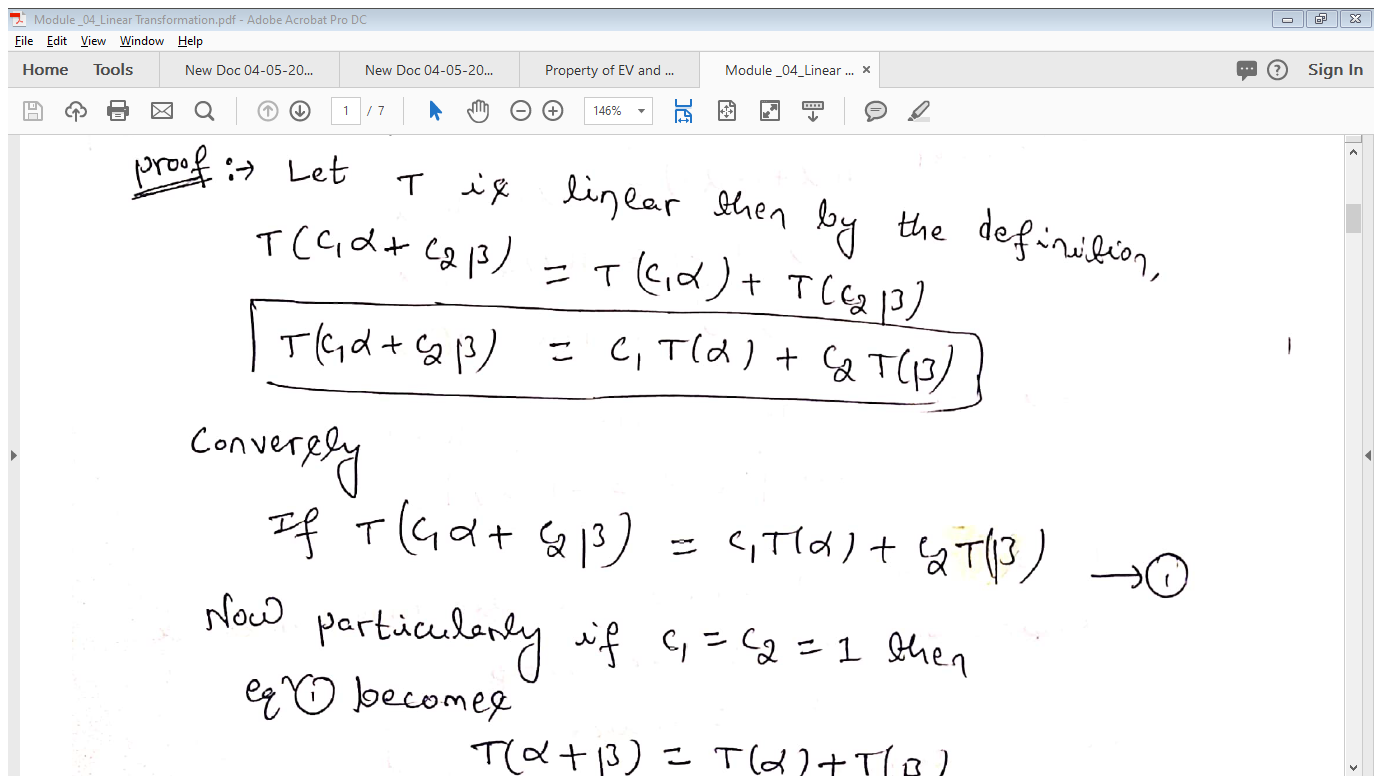 Module _04_Linear Transformation.pdf - Adobe Acrobat Pro DC
File Edit View Window Help
Home Tools New Doc 04-05-20... New Doc 04-05-20... Property of EV and ... Module _04_Linear ... × Sign In
1 / 7 146%
proof :→ Let T is linear then by the definition,
T(c₁α + c₂β) = T(c₁α) + T(c₂β)
T(c₁α + c₂β) = c₁ T(α) + c₂ T(β)
Conversly
If T(c₁α + c₂β) = c₁T(α) + c₂T(β) → ①
Now particularly if c₁ = c₂ = 1 then
eqⁿ ① becomes
T(α + β) = T(α) + T(β)